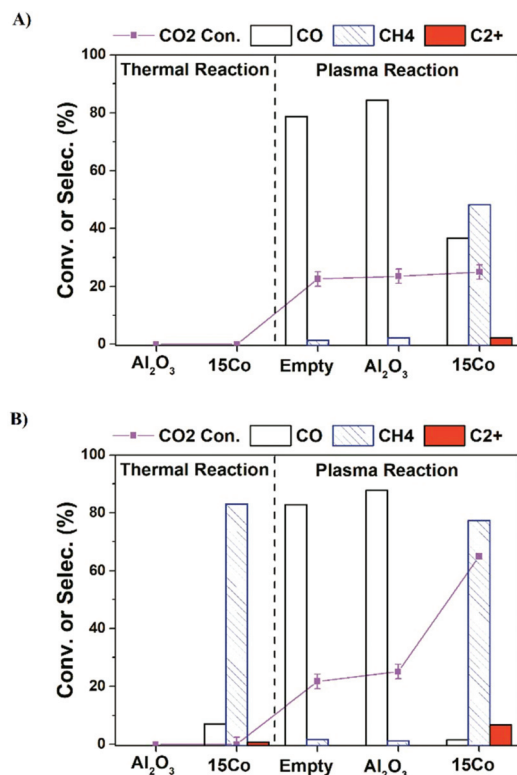 A)
CO2 Con. CO CH4 C2+
Thermal Reaction Plasma Reaction
Conv. or Selec. (%)
100
80
60
40
20
0
Al₂O₃ 15Co Empty Al₂O₃ 15Co
B)
CO2 Con. CO CH4 C2+
Thermal Reaction Plasma Reaction
Conv. or Selec. (%)
100
80
60
40
20
0
Al₂O₃ 15Co Empty Al₂O₃ 15Co